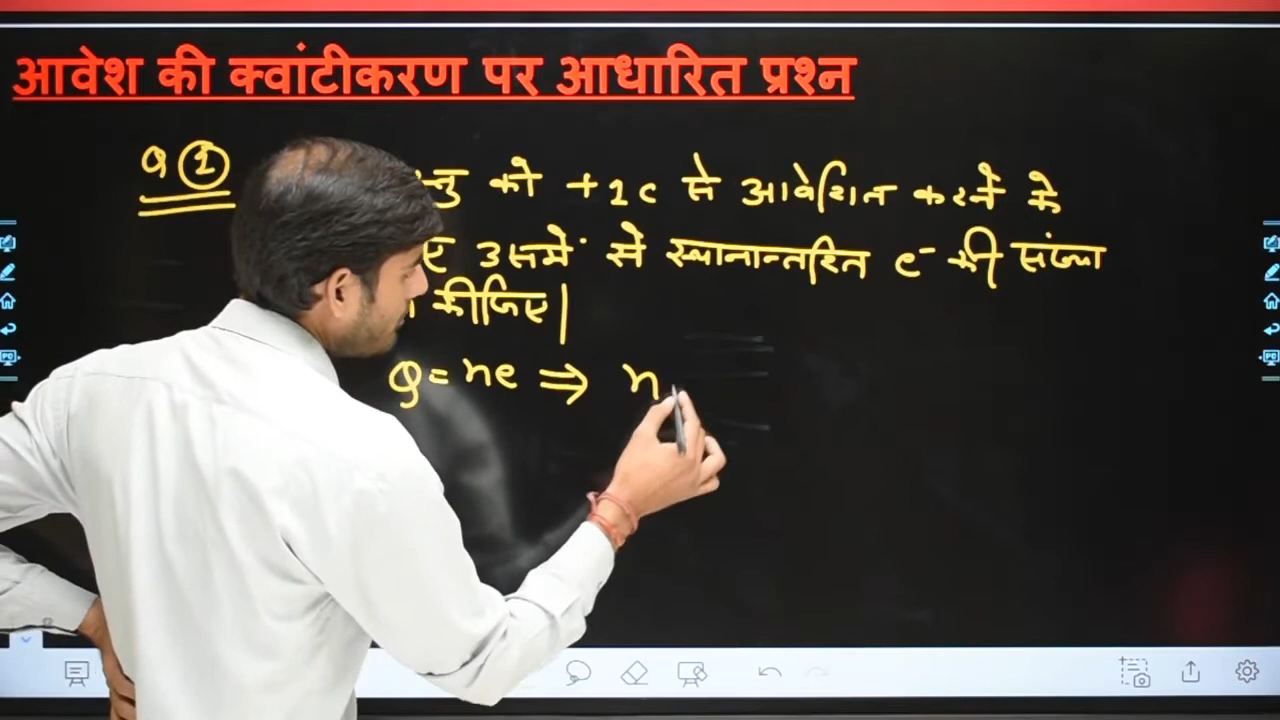 आवेश की क्वांटीकरण पर आधारित प्रश्न
Q ①
को +1C से आवेशित करने के
उसमें से स्थानान्तरित e⁻ की संख्या
कीजिए|
Q = ne ⇒ n